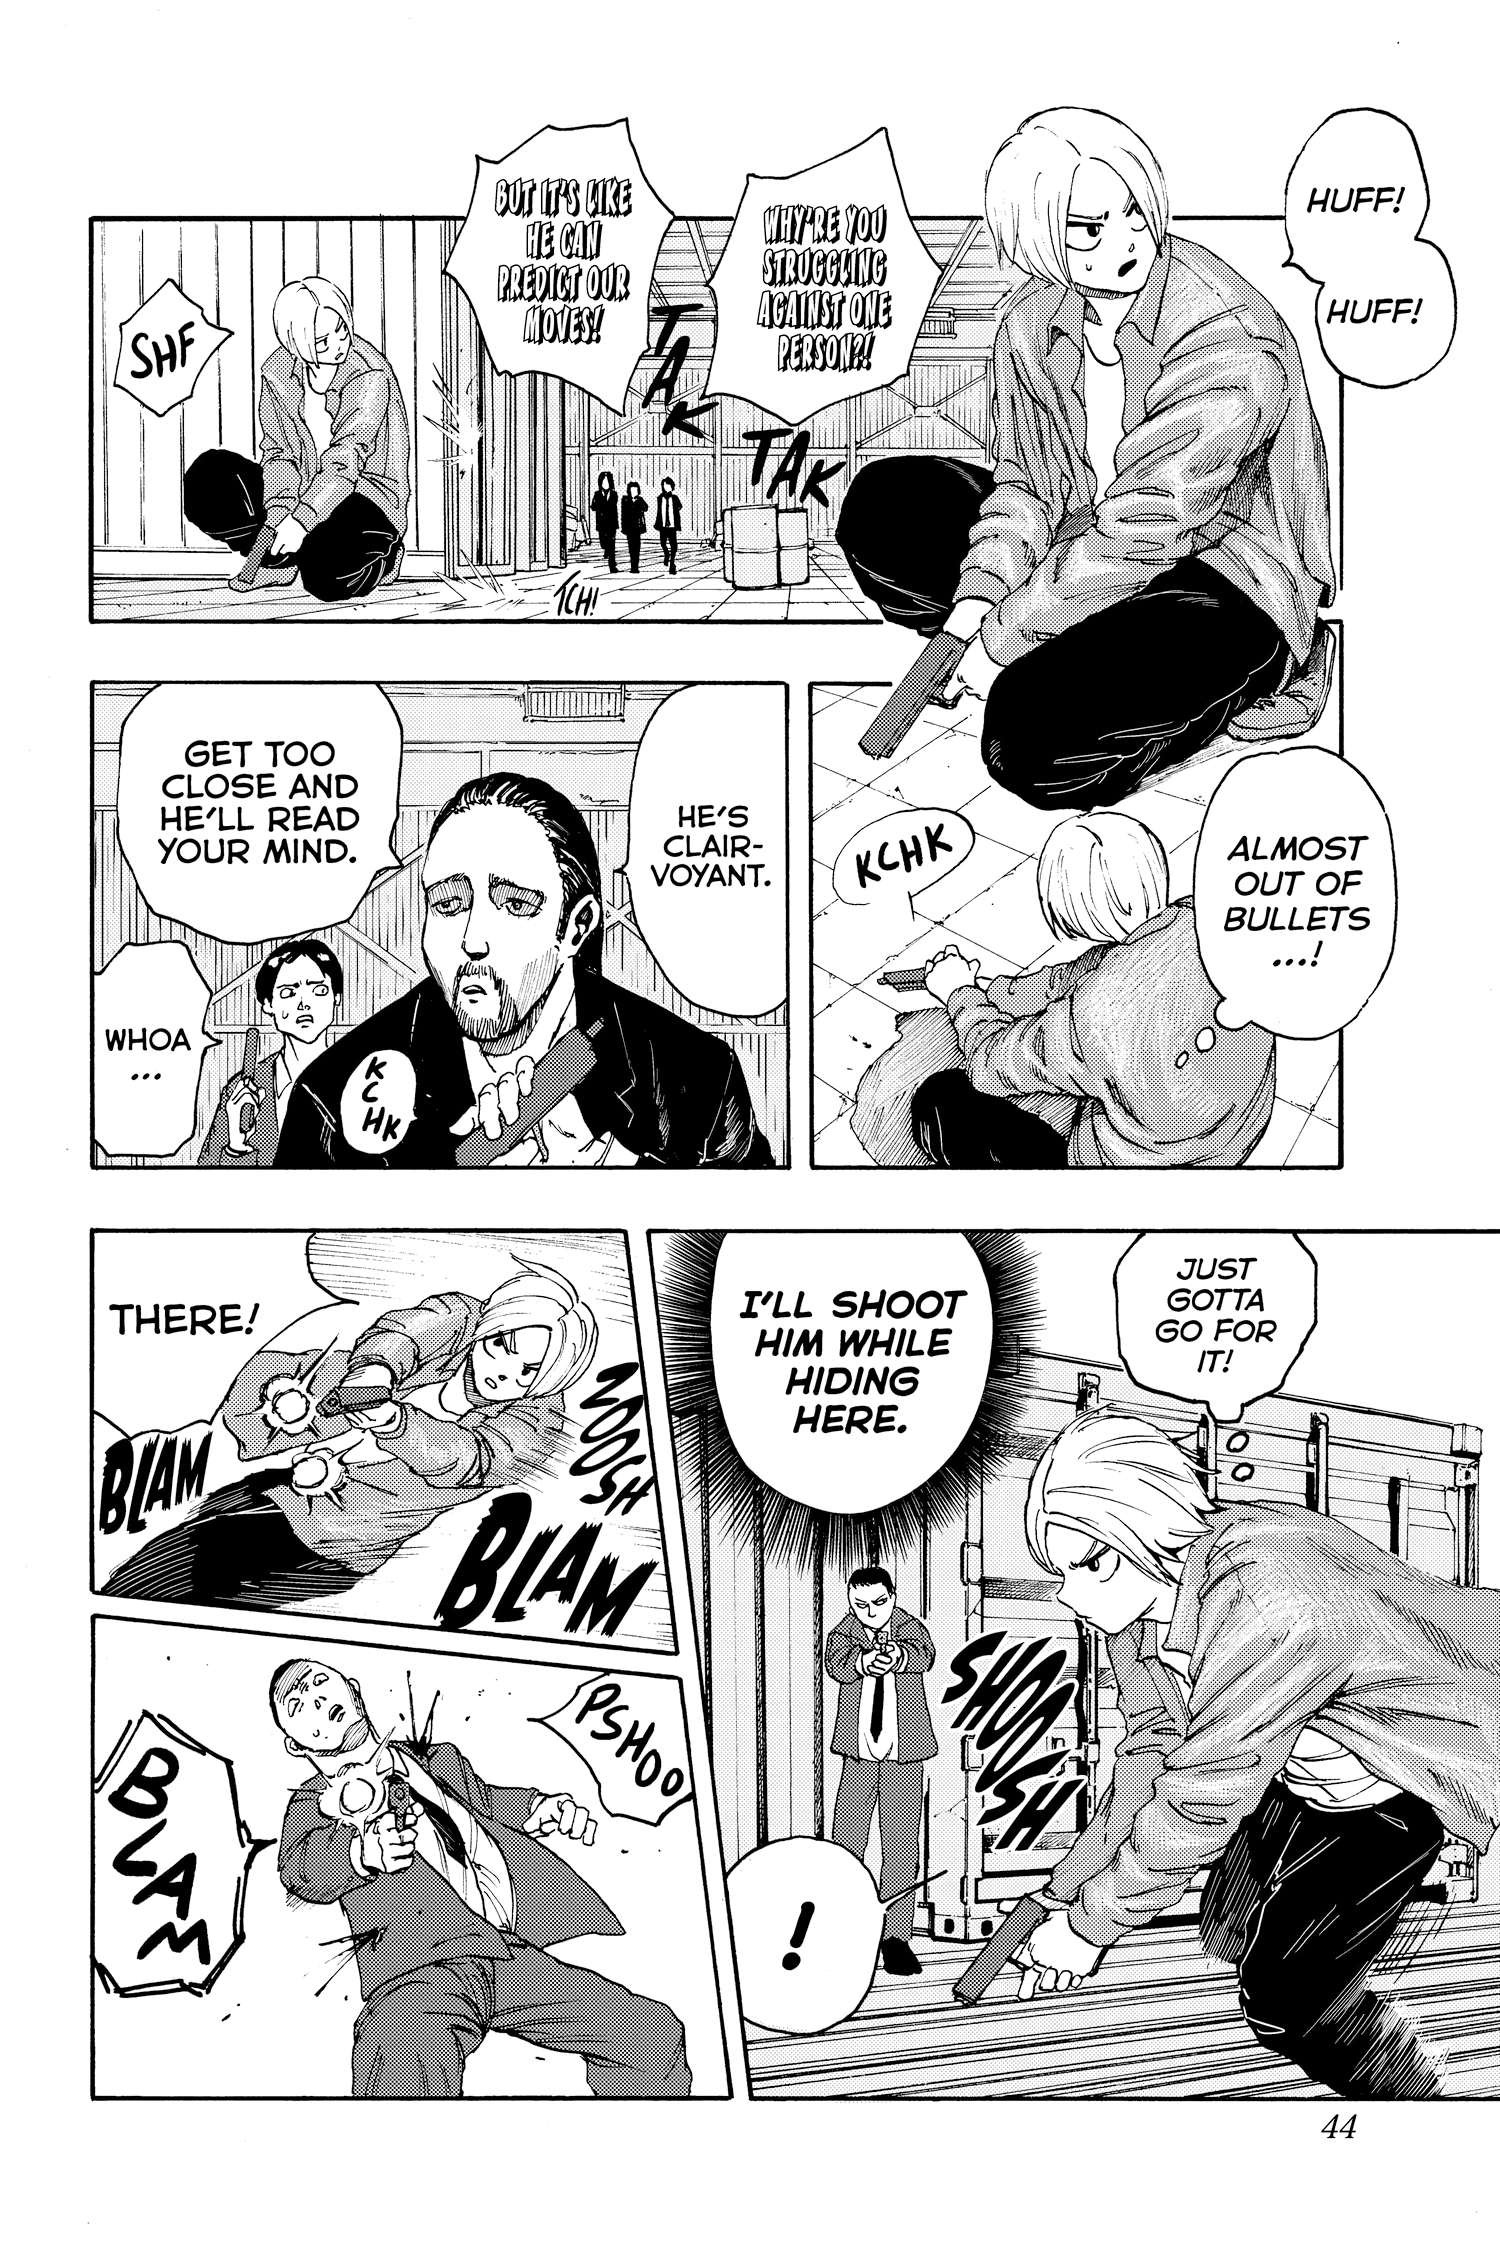 HUFF!
HUFF!
WHY'RE YOU
STRUGGLING
AGAINST ONE
PERSON?!
TAK
TAK
BUT IT'S LIKE
HE CAN
PREDICT OUR
MOVES!
TCH!
SHF
ALMOST
OUT OF
BULLETS
...!
KCHK
HE'S
CLAIR-
VOYANT.
GET TOO
CLOSE AND
HE'LL READ
YOUR MIND.
KCHK
WHOA
...
JUST
GOTTA
GO FOR
IT!
I'LL SHOOT
HIM WHILE
HIDING
HERE.
SHOOSH
!
THERE!
ZOOSH
BLAM
BLAM
PSHOO
BLAM
44